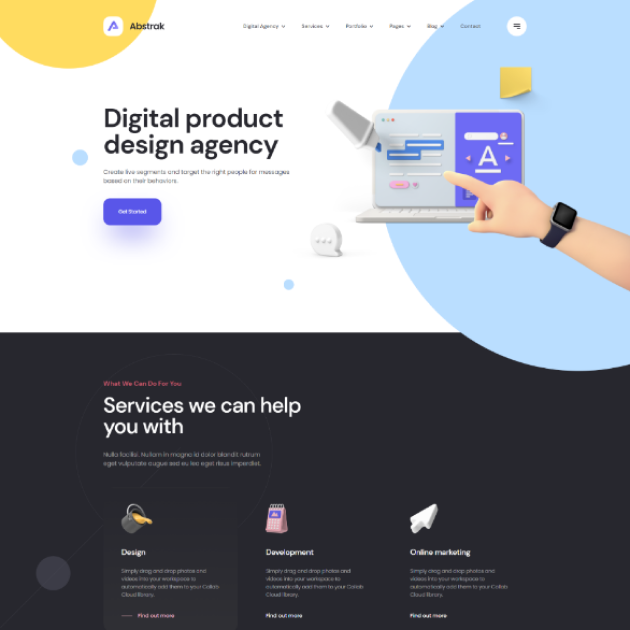 Abstrak
Digital Agency
Services
Portfolio
Pages
Blog
Contact
Digital product
design agency
Create live segments and target the right people for messages
based on their behaviors.
Get Started
A
What We Can Do For You
Services we can help
you with
Nulla facilisi. Nullam in magna id dolor blandit rutrum
eget vulputate augue sed eu leo eget risus imperdiet.
Design
Simply drag and drop photos and
videos into your workspace to
automatically add them to your Collab
Cloud library.
Find out more
Development
Simply drag and drop photos and
videos into your workspace to
automatically add them to your Collab
Cloud library.
Find out more
Online marketing
Simply drag and drop photos and
videos into your workspace to
automatically add them to your Collab
Cloud library.
Find out more